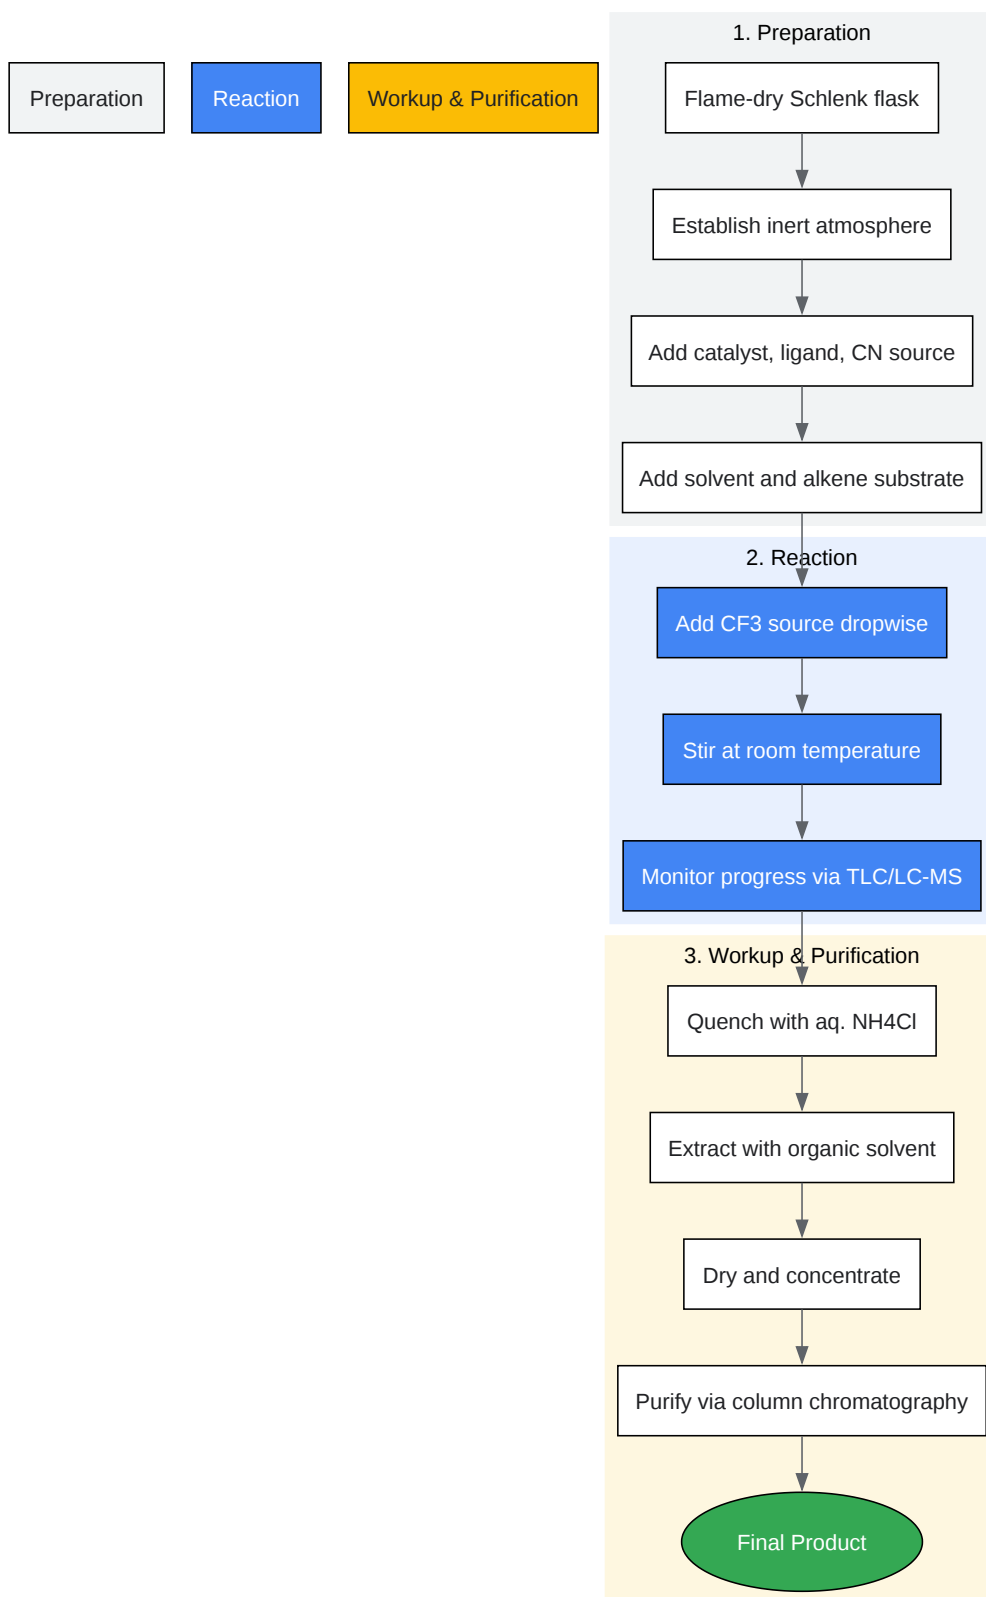 1. Preparation
Preparation
Reaction
Workup & Purification
Flame-dry Schlenk flask
Establish inert atmosphere
Add catalyst, ligand, CN source
Add solvent and alkene substrate
2. Reaction
Add CF3 source dropwise
Stir at room temperature
Monitor progress via TLC/LC-MS
3. Workup & Purification
Quench with aq. NH4Cl
Extract with organic solvent
Dry and concentrate
Purify via column chromatography
Final Product